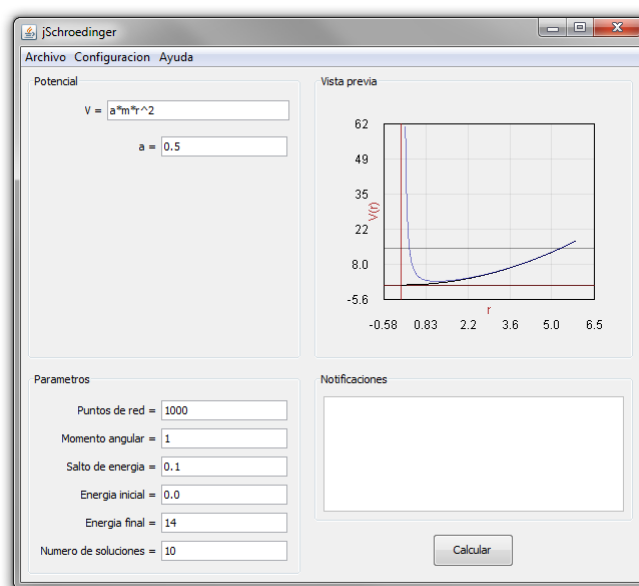 jSchroedinger
Archivo Configuracion Ayuda
Potencial
V = a*m*r^2
a = 0.5
Vista previa
62
49
35
22
8.0
-5.6
V(r)
-0.58 0.83 2.2 3.6 5.0 6.5
r
Parametros
Puntos de red = 1000
Momento angular = 1
Salto de energia = 0.1
Energia inicial = 0.0
Energia final = 14
Numero de soluciones = 10
Notificaciones
Calcular